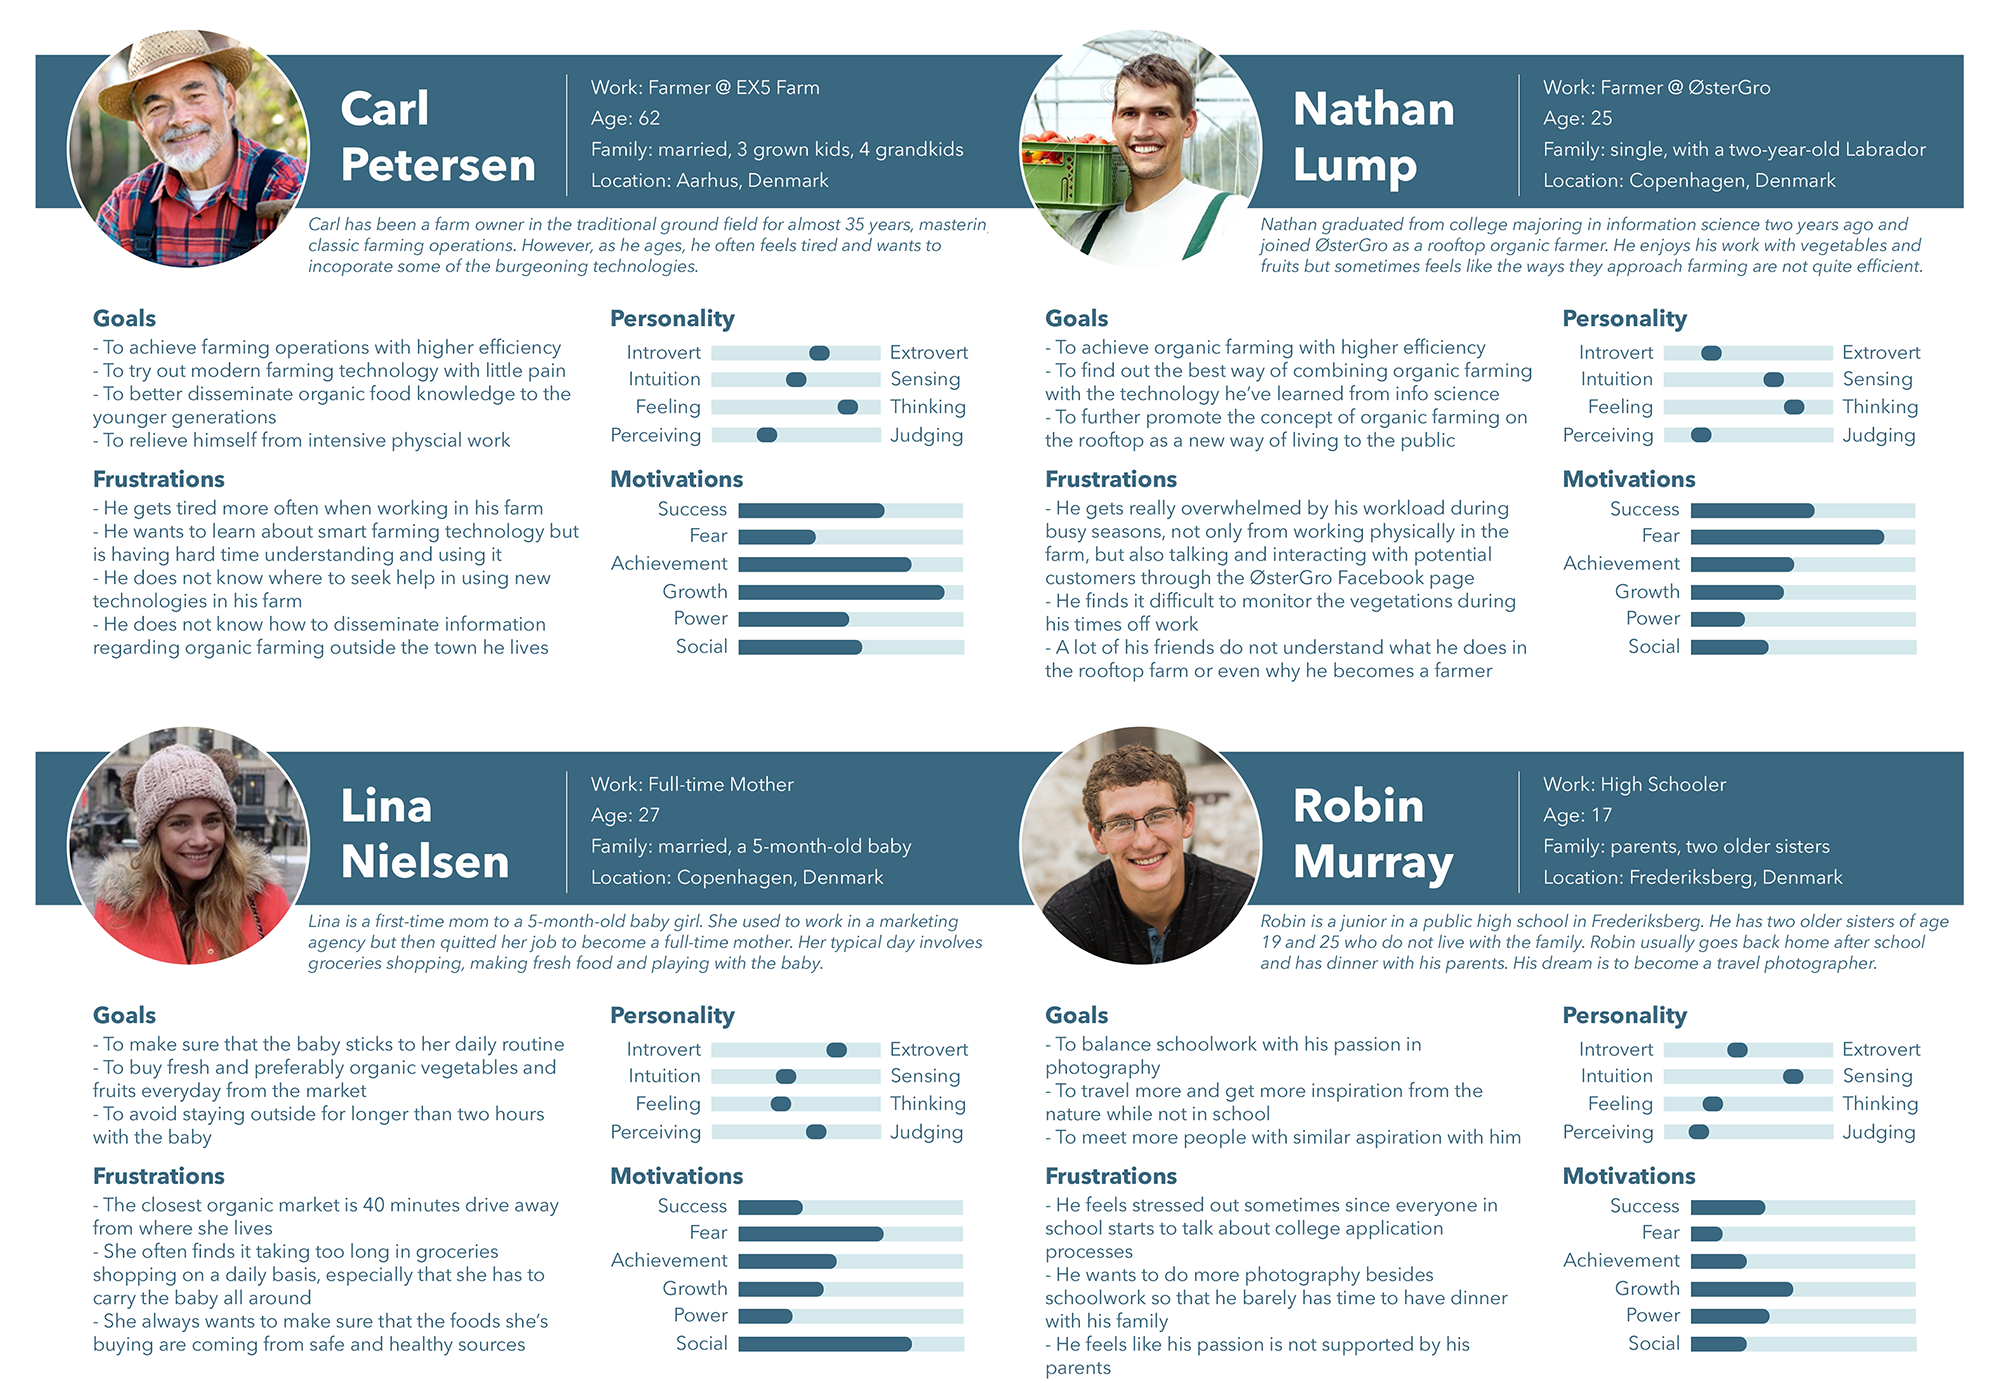 Carl
Petersen
Work: Farmer @ EX5 Farm
Age: 62
Family: married, 3 grown kids, 4 grandkids
Location: Aarhus, Denmark
Carl has been a farm owner in the traditional ground field for almost 35 years, masterin
classic farming operations. However, as he ages, he often feels tired and wants to
incoporate some of the burgeoning technologies.
Goals
- To achieve farming operations with higher efficiency
- To try out modern farming technology with little pain
- To better disseminate organic food knowledge to the
younger generations
- To relieve himself from intensive physcial work
Frustrations
- He gets tired more often when working in his farm
- He wants to learn about smart farming technology but
is having hard time understanding and using it
- He does not know where to seek help in using new
technologies in his farm
- He does not know how to disseminate information
regarding organic farming outside the town he lives
Personality
Introvert Extrovert
Intuition Sensing
Feeling Thinking
Perceiving Judging
Motivations
Success
Fear
Achievement
Growth
Power
Social
Nathan
Lump
Work: Farmer @ ØsterGro
Age: 25
Family: single, with a two-year-old Labrador
Location: Copenhagen, Denmark
Nathan graduated from college majoring in information science two years ago and
joined ØsterGro as a rooftop organic farmer. He enjoys his work with vegetables and
fruits but sometimes feels like the ways they approach farming are not quite efficient.
Goals
- To achieve organic farming with higher efficiency
- To find out the best way of combining organic farming
with the technology he’ve learned from info science
- To further promote the concept of organic farming on
the rooftop as a new way of living to the public
Frustrations
- He gets really overwhelmed by his workload during
busy seasons, not only from working physically in the
farm, but also talking and interacting with potential
customers through the ØsterGro Facebook page
- He finds it difficult to monitor the vegetations during
his times off work
- A lot of his friends do not understand what he does in
the rooftop farm or even why he becomes a farmer
Personality
Introvert Extrovert
Intuition Sensing
Feeling Thinking
Perceiving Judging
Motivations
Success
Fear
Achievement
Growth
Power
Social
Lina
Nielsen
Work: Full-time Mother
Age: 27
Family: married, a 5-month-old baby
Location: Copenhagen, Denmark
Lina is a first-time mom to a 5-month-old baby girl. She used to work in a marketing
agency but then quitted her job to become a full-time mother. Her typical day involves
groceries shopping, making fresh food and playing with the baby.
Goals
- To make sure that the baby sticks to her daily routine
- To buy fresh and preferably organic vegetables and
fruits everyday from the market
- To avoid staying outside for longer than two hours
with the baby
Frustrations
- The closest organic market is 40 minutes drive away
from where she lives
- She often finds it taking too long in groceries
shopping on a daily basis, especially that she has to
carry the baby all around
- She always wants to make sure that the foods she’s
buying are coming from safe and healthy sources
Personality
Introvert Extrovert
Intuition Sensing
Feeling Thinking
Perceiving Judging
Motivations
Success
Fear
Achievement
Growth
Power
Social
Robin
Murray
Work: High Schooler
Age: 17
Family: parents, two older sisters
Location: Frederiksberg, Denmark
Robin is a junior in a public high school in Frederiksberg. He has two older sisters of age
19 and 25 who do not live with the family. Robin usually goes back home after school
and has dinner with his parents. His dream is to become a travel photographer.
Goals
- To balance schoolwork with his passion in
photography
- To travel more and get more inspiration from the
nature while not in school
- To meet more people with similar aspiration with him
Frustrations
- He feels stressed out sometimes since everyone in
school starts to talk about college application
processes
- He wants to do more photography besides
schoolwork so that he barely has time to have dinner
with his family
- He feels like his passion is not supported by his
parents
Personality
Introvert Extrovert
Intuition Sensing
Feeling Thinking
Perceiving Judging
Motivations
Success
Fear
Achievement
Growth
Power
Social